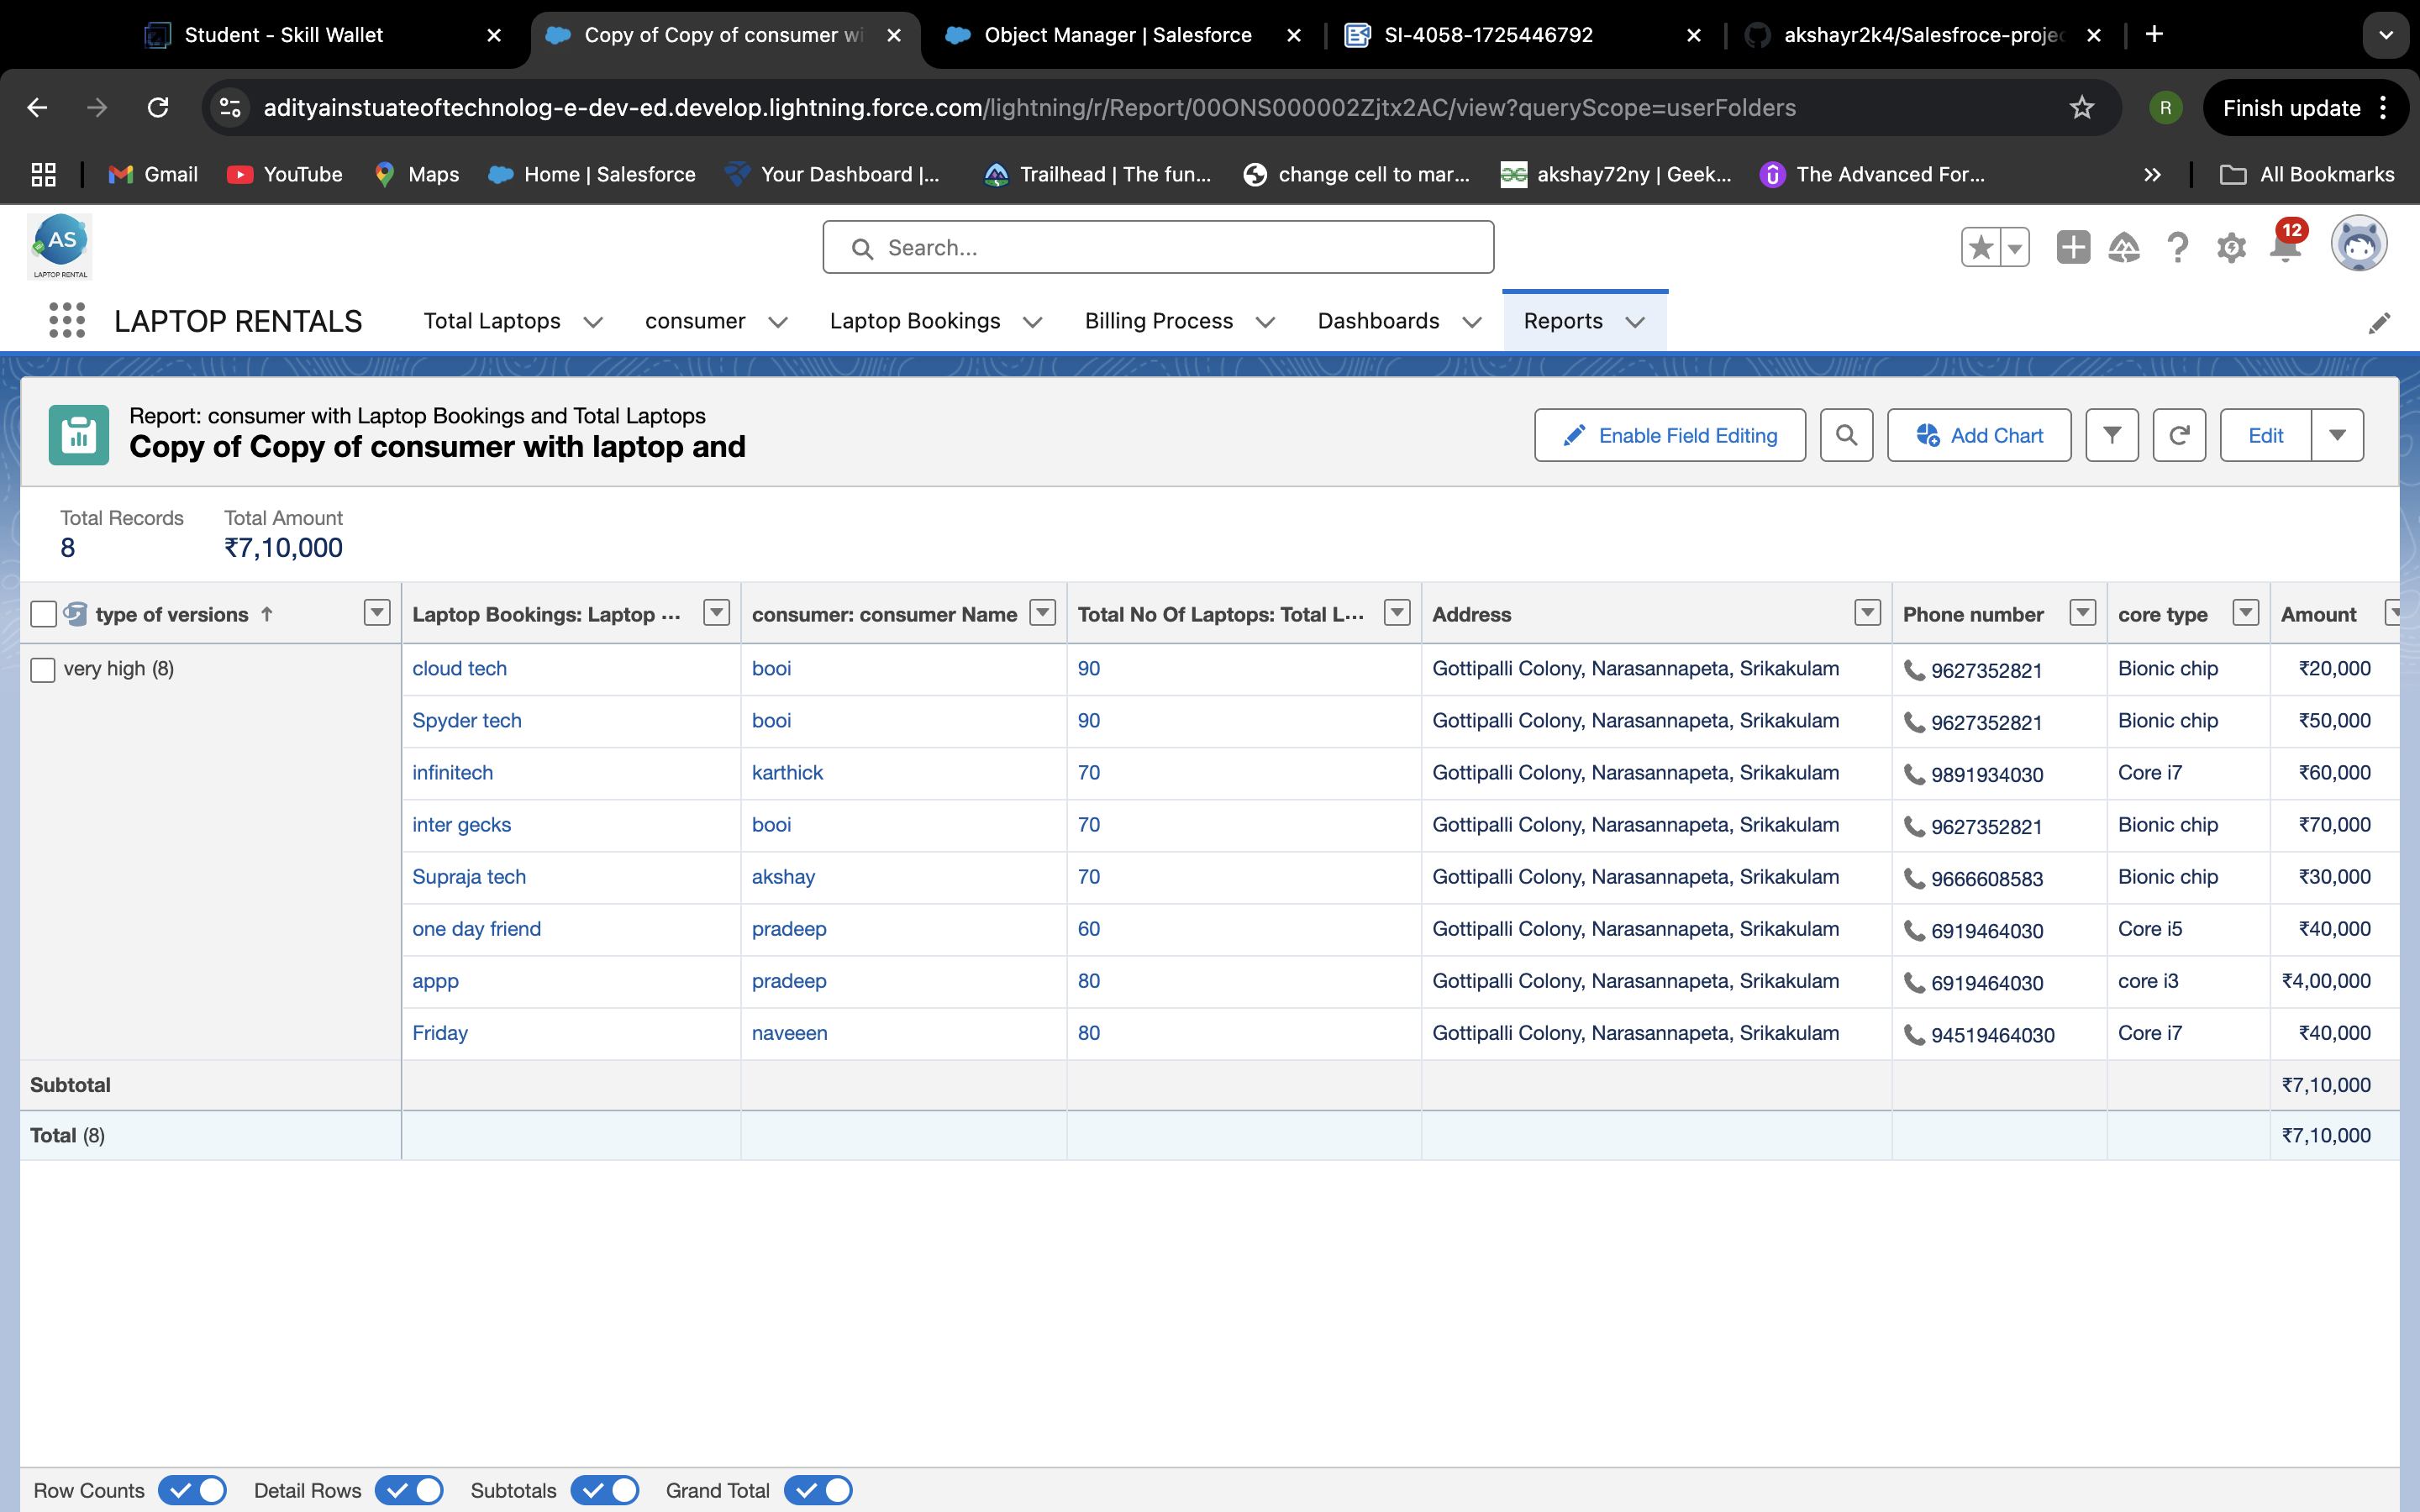 Student - Skill Wallet
Copy of Copy of consumer wi
Object Manager | Salesforce
SI-4058-1725446792
akshayr2k4/Salesfroce-projec
adityainstuateoftechnolog-e-dev-ed.develop.lightning.force.com/lightning/r/Report/00ONS000002Zjtx2AC/view?queryScope=userFolders
R
Finish update
Gmail
YouTube
Maps
Home | Salesforce
Your Dashboard |...
Trailhead | The fun...
change cell to mar...
akshay72ny | Geek...
The Advanced For...
All Bookmarks
AS
LAPTOP RENTAL
Search...
12
LAPTOP RENTALS
Total Laptops
consumer
Laptop Bookings
Billing Process
Dashboards
Reports
Report: consumer with Laptop Bookings and Total Laptops
Copy of Copy of consumer with laptop and
Enable Field Editing
Add Chart
Edit
Total Records
8
Total Amount
₹7,10,000
type of versions ↑ Laptop Bookings: Laptop ... consumer: consumer Name Total No Of Laptops: Total L... Address Phone number core type Amount
very high (8) cloud tech booi 90 Gottipalli Colony, Narasannapeta, Srikakulam 9627352821 Bionic chip ₹20,000
Spyder tech booi 90 Gottipalli Colony, Narasannapeta, Srikakulam 9627352821 Bionic chip ₹50,000
infinitech karthick 70 Gottipalli Colony, Narasannapeta, Srikakulam 9891934030 Core i7 ₹60,000
inter gecks booi 70 Gottipalli Colony, Narasannapeta, Srikakulam 9627352821 Bionic chip ₹70,000
Supraja tech akshay 70 Gottipalli Colony, Narasannapeta, Srikakulam 9666608583 Bionic chip ₹30,000
one day friend pradeep 60 Gottipalli Colony, Narasannapeta, Srikakulam 6919464030 Core i5 ₹40,000
appp pradeep 80 Gottipalli Colony, Narasannapeta, Srikakulam 6919464030 core i3 ₹4,00,000
Friday naveeen 80 Gottipalli Colony, Narasannapeta, Srikakulam 94519464030 Core i7 ₹40,000
Subtotal ₹7,10,000
Total (8) ₹7,10,000
Row Counts
Detail Rows
Subtotals
Grand Total